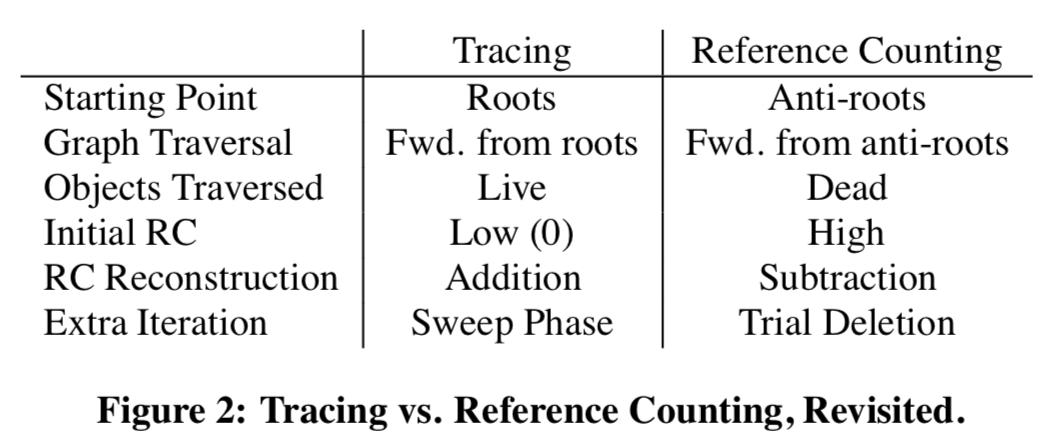 Tracing Reference Counting
Starting Point Roots Anti-roots
Graph Traversal Fwd. from roots Fwd. from anti-roots
Objects Traversed Live Dead
Initial RC Low (0) High
RC Reconstruction Addition Subtraction
Extra Iteration Sweep Phase Trial Deletion
Figure 2: Tracing vs. Reference Counting, Revisited.